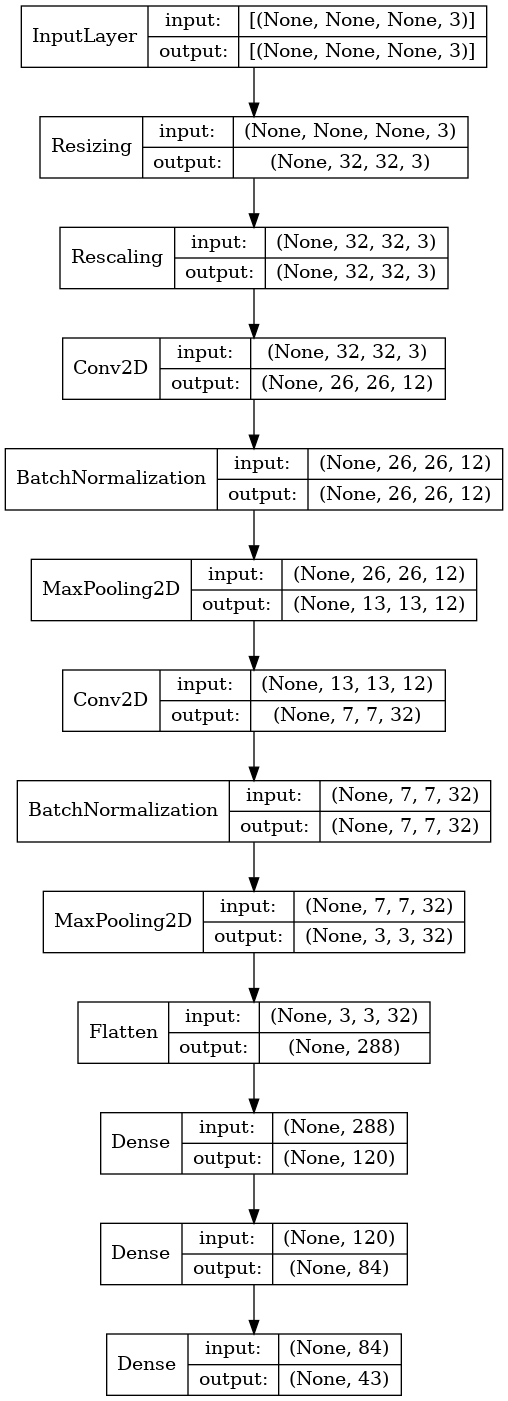 InputLayer input: [(None, None, None, 3)]
output: [(None, None, None, 3)]
Resizing input: (None, None, None, 3)
output: (None, 32, 32, 3)
Rescaling input: (None, 32, 32, 3)
output: (None, 32, 32, 3)
Conv2D input: (None, 32, 32, 3)
output: (None, 26, 26, 12)
BatchNormalization input: (None, 26, 26, 12)
output: (None, 26, 26, 12)
MaxPooling2D input: (None, 26, 26, 12)
output: (None, 13, 13, 12)
Conv2D input: (None, 13, 13, 12)
output: (None, 7, 7, 32)
BatchNormalization input: (None, 7, 7, 32)
output: (None, 7, 7, 32)
MaxPooling2D input: (None, 7, 7, 32)
output: (None, 3, 3, 32)
Flatten input: (None, 3, 3, 32)
output: (None, 288)
Dense input: (None, 288)
output: (None, 120)
Dense input: (None, 120)
output: (None, 84)
Dense input: (None, 84)
output: (None, 43)